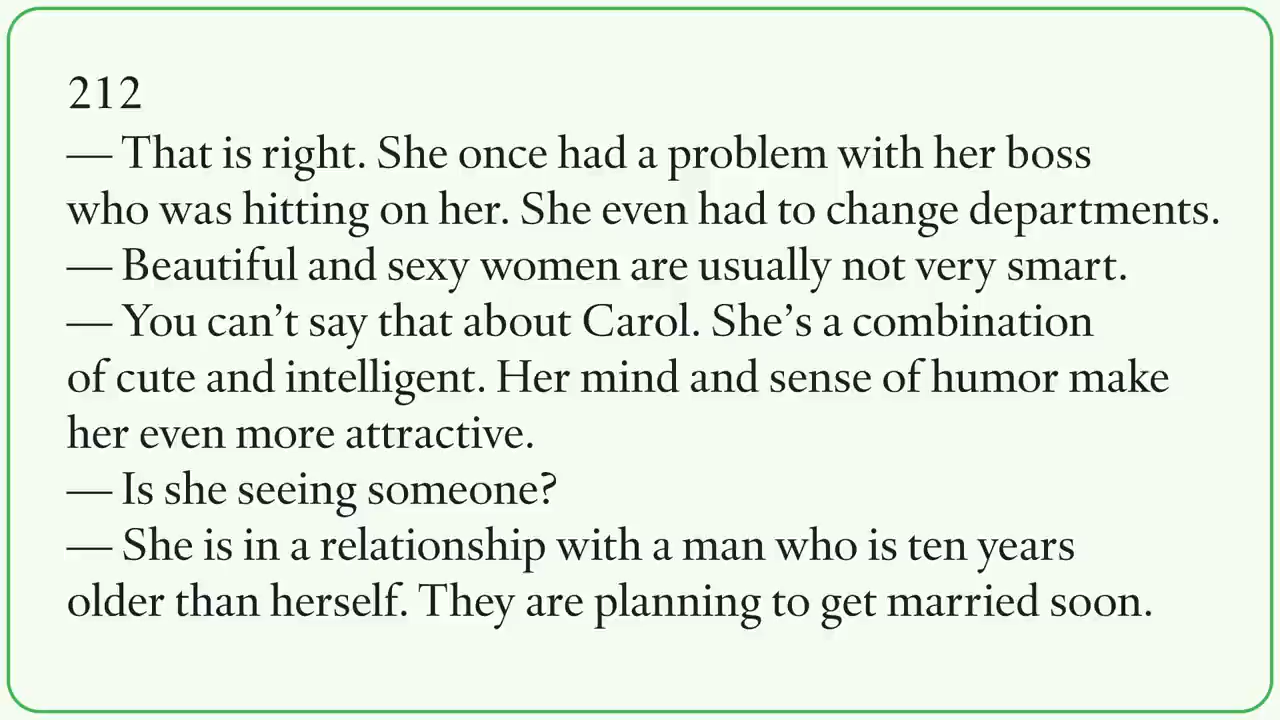 212
— That is right. She once had a problem with her boss
who was hitting on her. She even had to change departments.
— Beautiful and sexy women are usually not very smart.
— You can’t say that about Carol. She’s a combination
of cute and intelligent. Her mind and sense of humor make
her even more attractive.
— Is she seeing someone?
— She is in a relationship with a man who is ten years
older than herself. They are planning to get married soon.